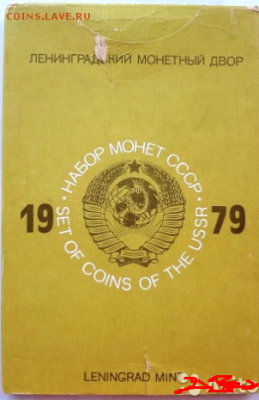 COINS.LAVE.RU
ЛЕНИНГРАДСКИЙ МОНЕТНЫЙ ДВОР
• НАБОР МОНЕТ СССР •
19 79
SET OF COINS OF THE USSR
LENINGRAD MINT